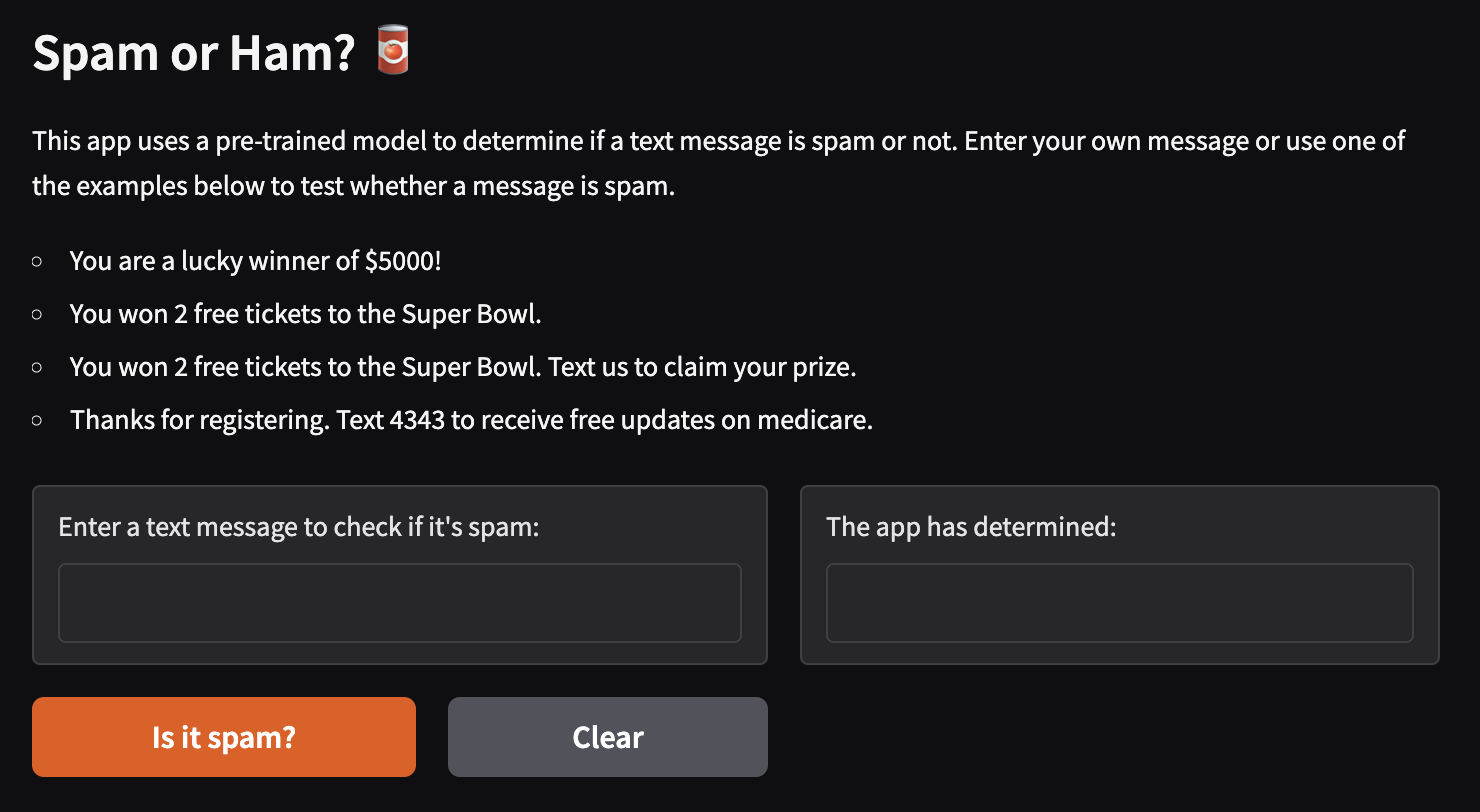 Spam or Ham? 🥫
This app uses a pre-trained model to determine if a text message is spam or not. Enter your own message or use one of
the examples below to test whether a message is spam.
You are a lucky winner of $5000!
You won 2 free tickets to the Super Bowl.
You won 2 free tickets to the Super Bowl. Text us to claim your prize.
Thanks for registering. Text 4343 to receive free updates on medicare.
Enter a text message to check if it's spam:
The app has determined:
Is it spam?
Clear